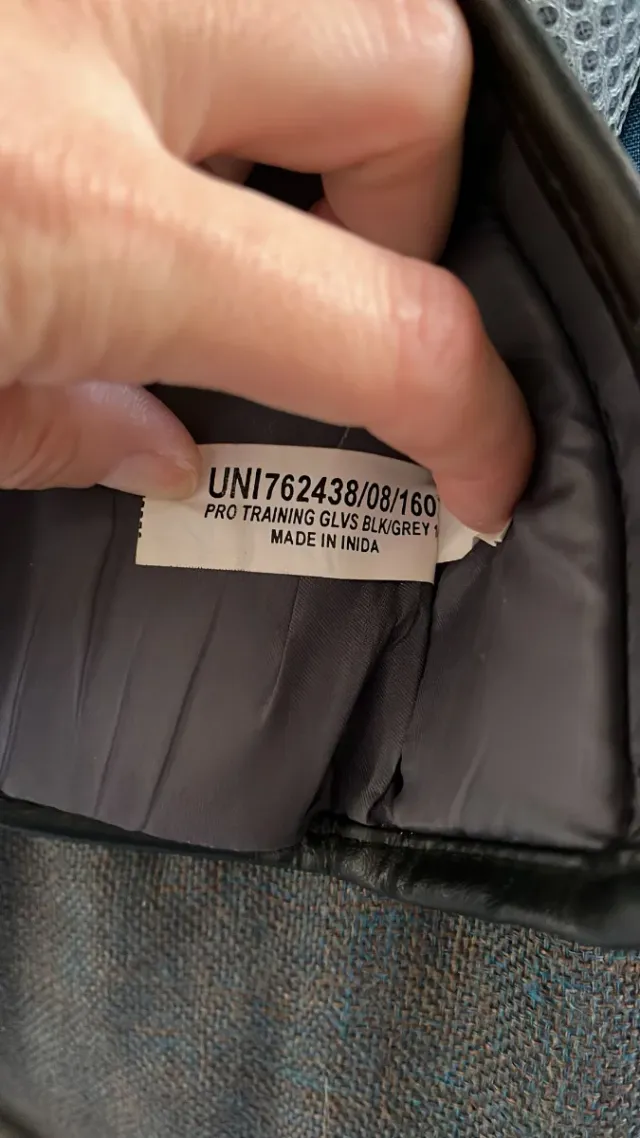 UNI762438/08/160
PRO TRAINING GLVS BLK/GREY
MADE IN INIDA